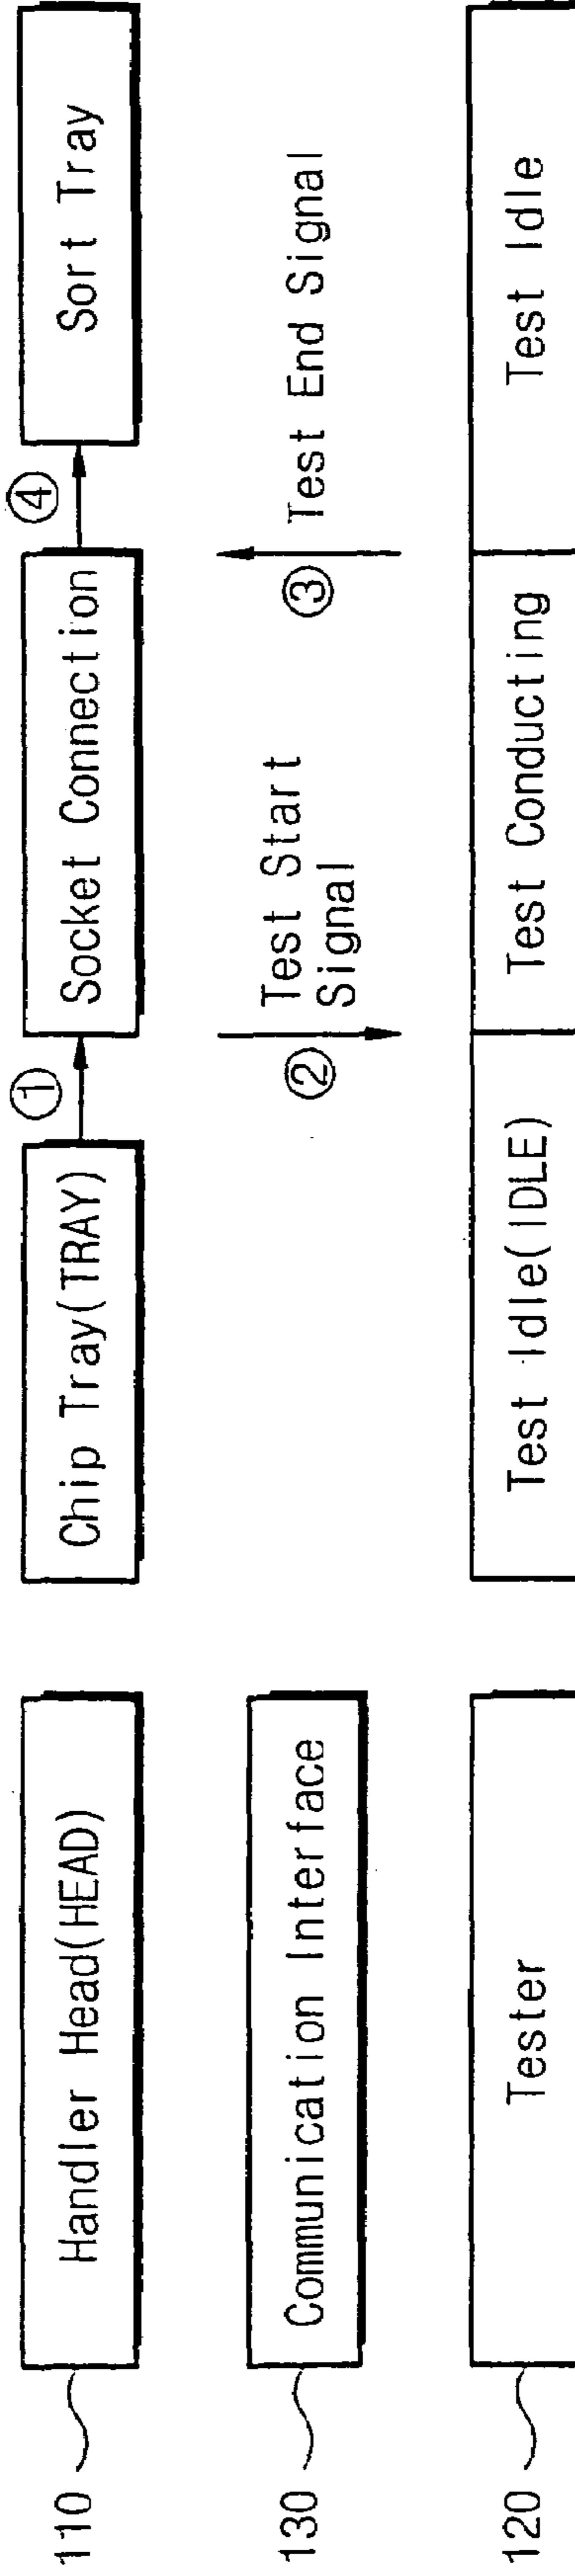 110
Handler Head(HEAD)
Chip Tray(TRAY)
①
Socket Connection
④
Sort Tray
130
Communication Interface
②
Test Start
Signal
③
Test End Signal
120
Tester
Test Idle(IDLE)
Test Conducting
Test Idle